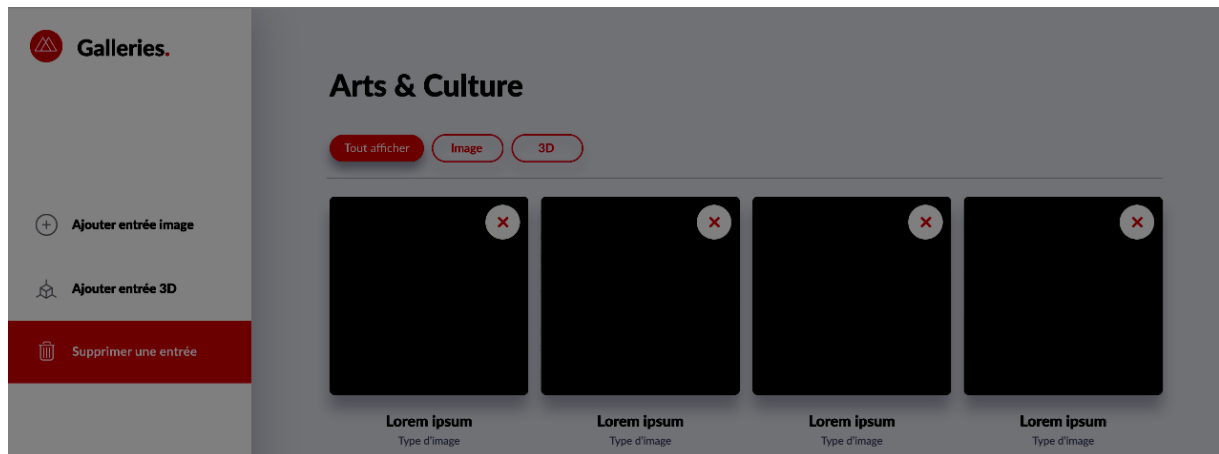 Galleries.
Arts & Culture
Tout afficher
Image
3D
Ajouter entrée image
Ajouter entrée 3D
Supprimer une entrée
Lorem ipsum
Type d'image
Lorem ipsum
Type d'image
Lorem ipsum
Type d'image
Lorem ipsum
Type d'image